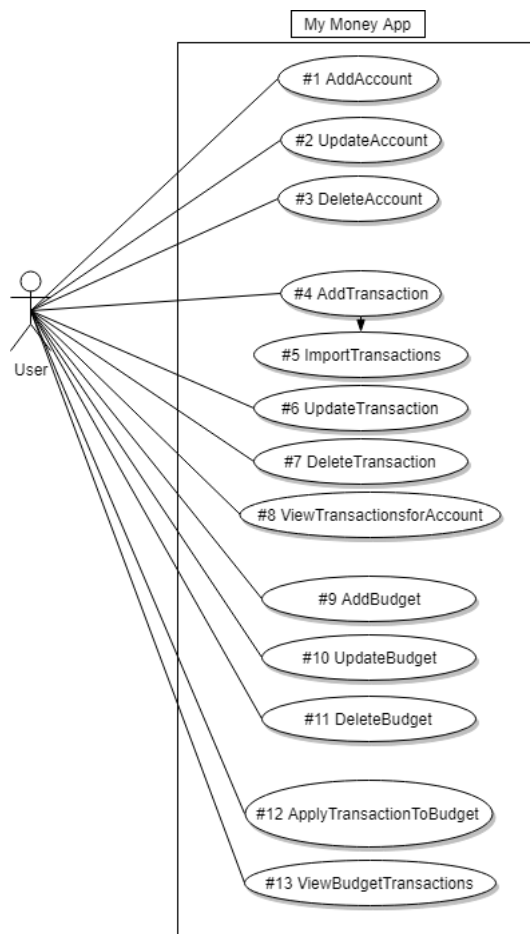 My Money App
#1 AddAccount
#2 UpdateAccount
#3 DeleteAccount
#4 AddTransaction
#5 ImportTransactions
User
#6 UpdateTransaction
#7 DeleteTransaction
#8 ViewTransactionsforAccount
#9 AddBudget
#10 UpdateBudget
#11 DeleteBudget
#12 ApplyTransactionToBudget
#13 ViewBudgetTransactions